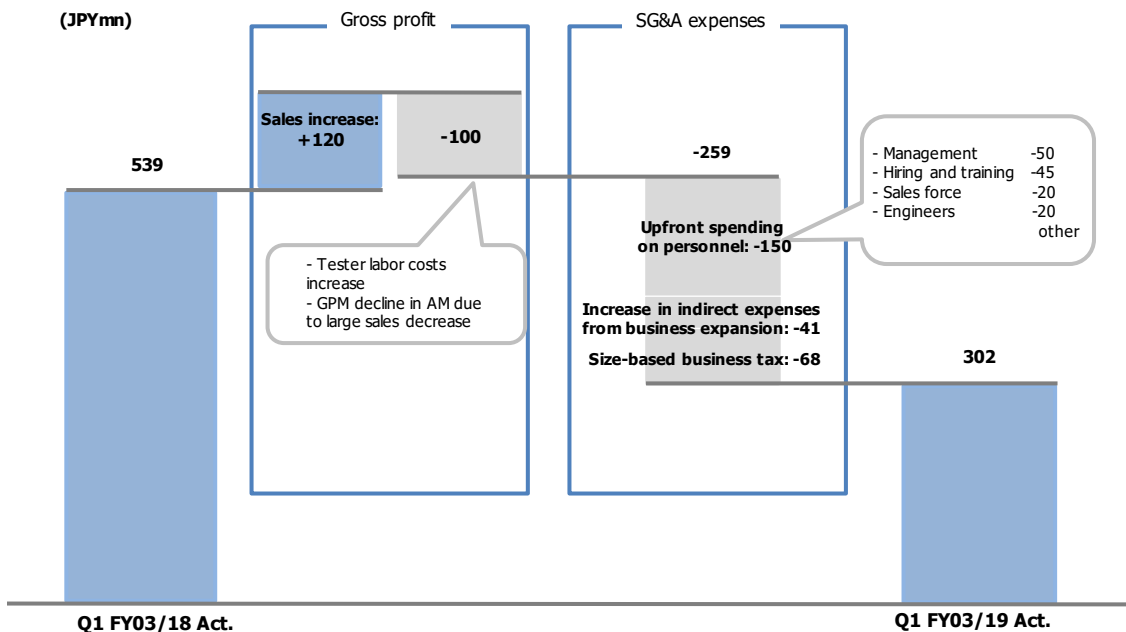 (JPYmn)
Gross profit
SG&A expenses
Sales increase:
+120
-100
539
-259
- Management -50
- Hiring and training -45
- Sales force -20
- Engineers -20
other
Upfront spending
on personnel: -150
- Tester labor costs
increase
- GPM decline in AM due
to large sales decrease
Increase in indirect expenses
from business expansion: -41
Size-based business tax: -68
302
Q1 FY03/18 Act.
Q1 FY03/19 Act.